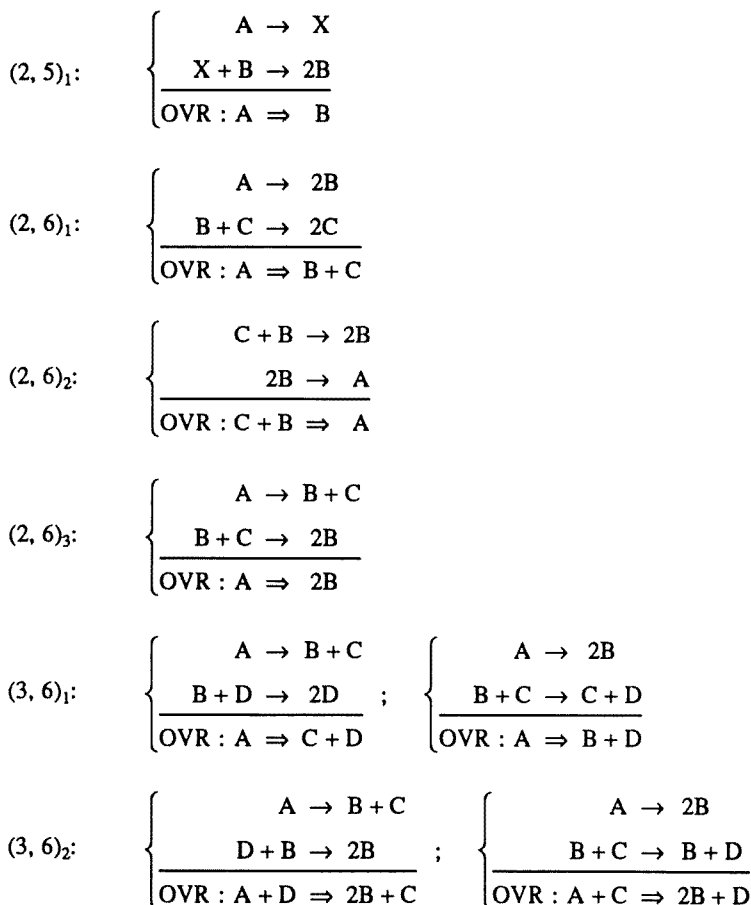 A → X
(2, 5)₁: X + B → 2B
OVR : A ⇒ B
A → 2B
(2, 6)₁: B + C → 2C
OVR : A ⇒ B + C
C + B → 2B
(2, 6)₂: 2B → A
OVR : C + B ⇒ A
A → B + C
(2, 6)₃: B + C → 2B
OVR : A ⇒ 2B
A → B + C A → 2B
(3, 6)₁: B + D → 2D ; B + C → C + D
OVR : A ⇒ C + D OVR : A ⇒ B + D
A → B + C A → 2B
(3, 6)₂: D + B → 2B ; B + C → B + D
OVR : A + D ⇒ 2B + C OVR : A + C ⇒ 2B + D